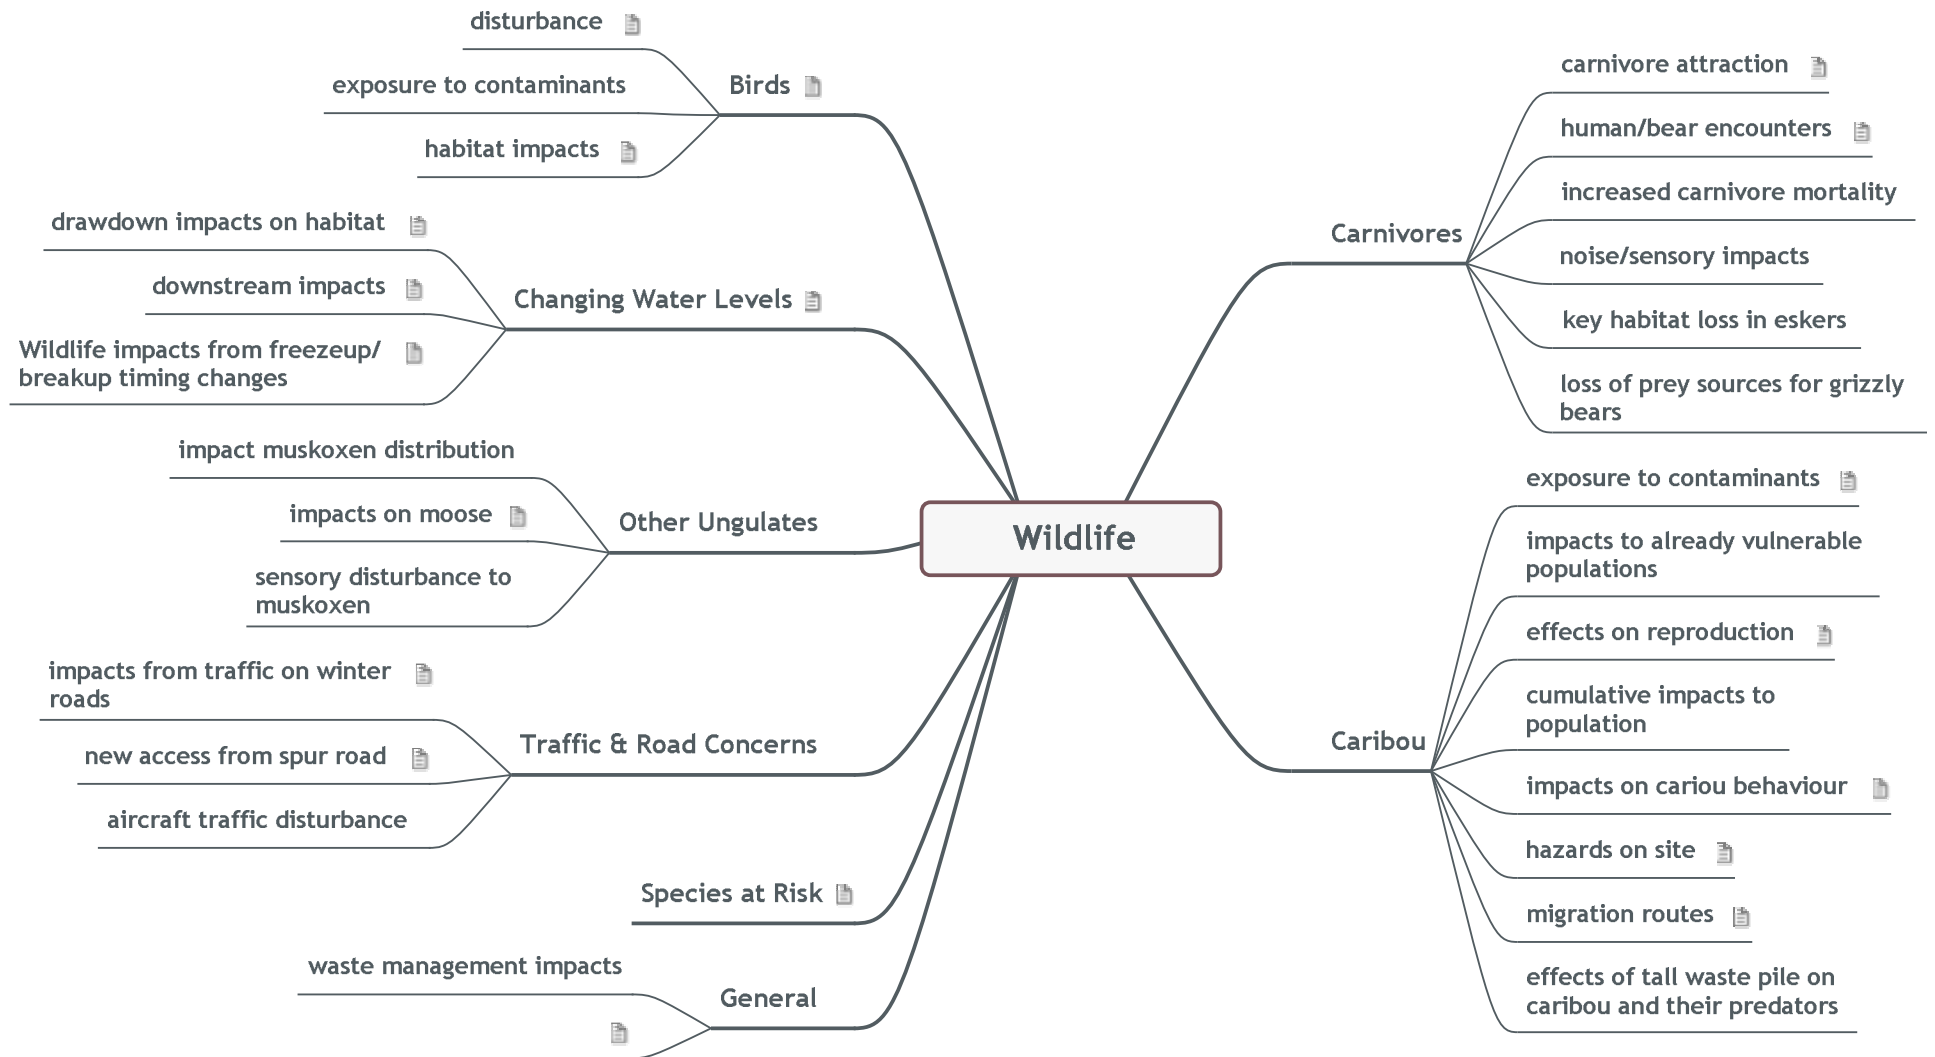 disturbance
exposure to contaminants
habitat impacts
Birds
drawdown impacts on habitat
downstream impacts
Wildlife impacts from freezeup/
breakup timing changes
Changing Water Levels
impact muskoxen distribution
impacts on moose
sensory disturbance to
muskoxen
Other Ungulates
impacts from traffic on winter
roads
new access from spur road
aircraft traffic disturbance
Traffic & Road Concerns
Species at Risk
waste management impacts
General
Wildlife
Carnivores
carnivore attraction
human/bear encounters
increased carnivore mortality
noise/sensory impacts
key habitat loss in eskers
loss of prey sources for grizzly
bears
Caribou
exposure to contaminants
impacts to already vulnerable
populations
effects on reproduction
cumulative impacts to
population
impacts on cariou behaviour
hazards on site
migration routes
effects of tall waste pile on
caribou and their predators